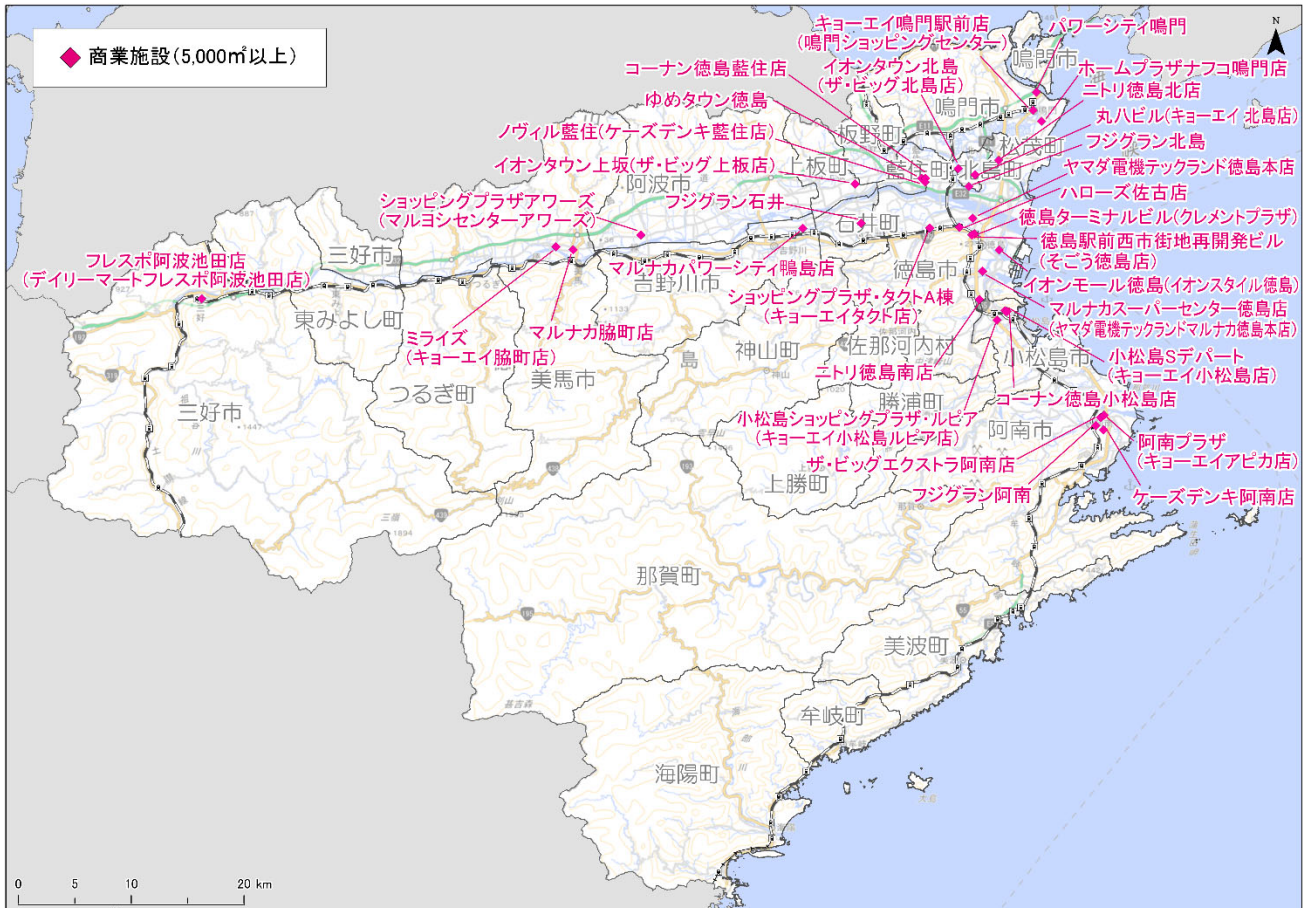 商業施設(5,000㎡以上)
N
キョーエイ鳴門駅前店
(鳴門ショッピングセンター)
パワーシティ鳴門
鳴門市
コーナン徳島藍住店
イオンタウン北島
(ザ・ビッグ北島店)
ホームプラザナフコ鳴門店
ニトリ徳島北店
ゆめタウン徳島
鳴門市
丸八ビル(キョーエイ 北島店)
ノヴィル藍住(ケーズデンキ藍住店)
板野町
松茂町
フジグラン北島
イオンタウン上坂(ザ・ビッグ上板店)
上板町
藍住町
北島町
ヤマダ電機テックランド徳島本店
阿波市
ハローズ佐古店
ショッピングプラザアワーズ
(マルヨシセンターアワーズ)
フジグラン石井
石井町
徳島ターミナルビル(クレメントプラザ)
徳島駅前西市街地再開発ビル
(そごう徳島店)
三好市
フレスポ阿波池田店
(デイリーマートフレスポ阿波池田店)
マルナカパワーシティ鴨島店
徳島市
イオンモール徳島(イオンスタイル徳島)
吉野川市
ショッピングプラザ・タクトA棟
(キョーエイタクト店)
マルナカスーパーセンター徳島店
(ヤマダ電機テックランドマルナカ徳島本店)
東みよし町
ミライズ
(キョーエイ脇町店)
マルナカ脇町店
神山町
佐那河内村
小松島市
小松島Sデパート
(キョーエイ小松島店)
ニトリ徳島南店
つるぎ町
美馬市
勝浦町
コーナン徳島小松島店
三好市
小松島ショッピングプラザ・ルピア
(キョーエイ小松島ルピア店)
阿南市
阿南プラザ
(キョーエイアピカ店)
ザ・ビッグエクストラ阿南店
上勝町
フジグラン阿南
ケーズデンキ阿南店
那賀町
美波町
牟岐町
海陽町
0 5 10 20 km